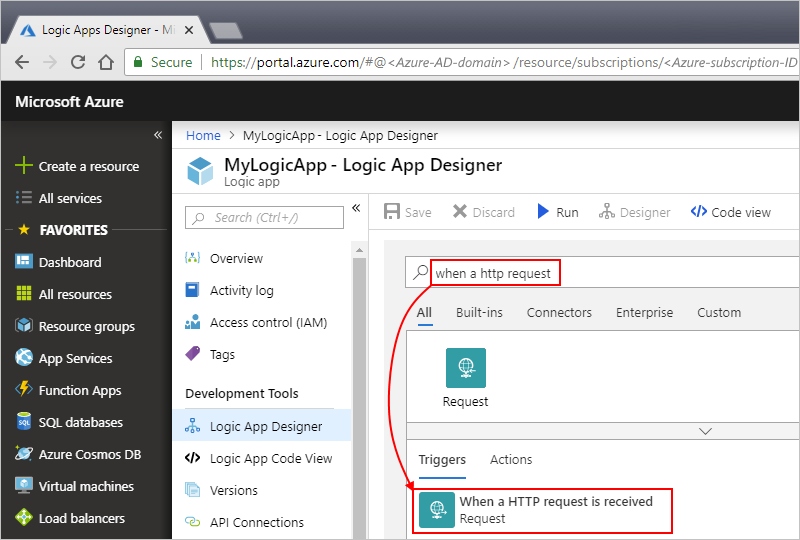 Logic Apps Designer - Mi
Secure
https://portal.azure.com/#@<Azure-AD-domain>/resource/subscriptions/<Azure-subscription-ID
Microsoft Azure
Create a resource
All services
FAVORITES
Dashboard
All resources
Resource groups
App Services
Function Apps
SQL databases
Azure Cosmos DB
Virtual machines
Load balancers
Home > MyLogicApp - Logic App Designer
MyLogicApp - Logic App Designer
Logic app
Search (Ctrl+/)
Overview
Activity log
Access control (IAM)
Tags
Development Tools
Logic App Designer
Logic App Code View
Versions
API Connections
Save Discard Run Designer Code view
when a http request
All Built-ins Connectors Enterprise Custom
Request
Triggers Actions
When a HTTP request is received
Request